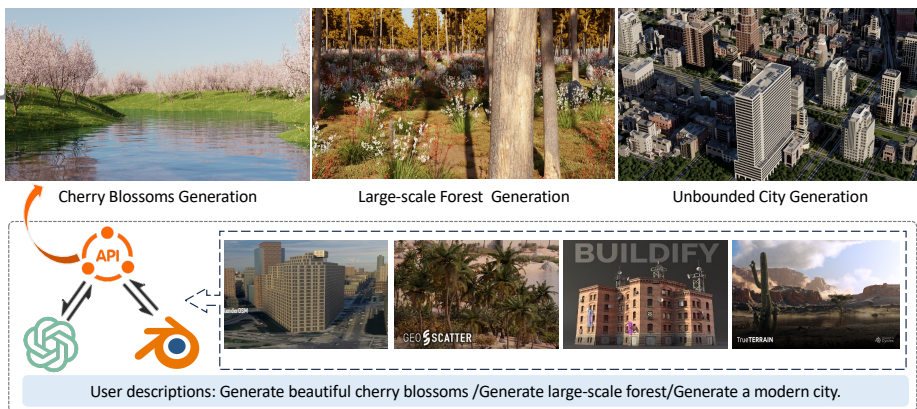 Cherry Blossoms Generation
Large-scale Forest Generation
Unbounded City Generation
API
BUILDIFY
GEO SCATTER
TrueTERRAIN
User descriptions: Generate beautiful cherry blossoms /Generate large-scale forest/Generate a modern city.